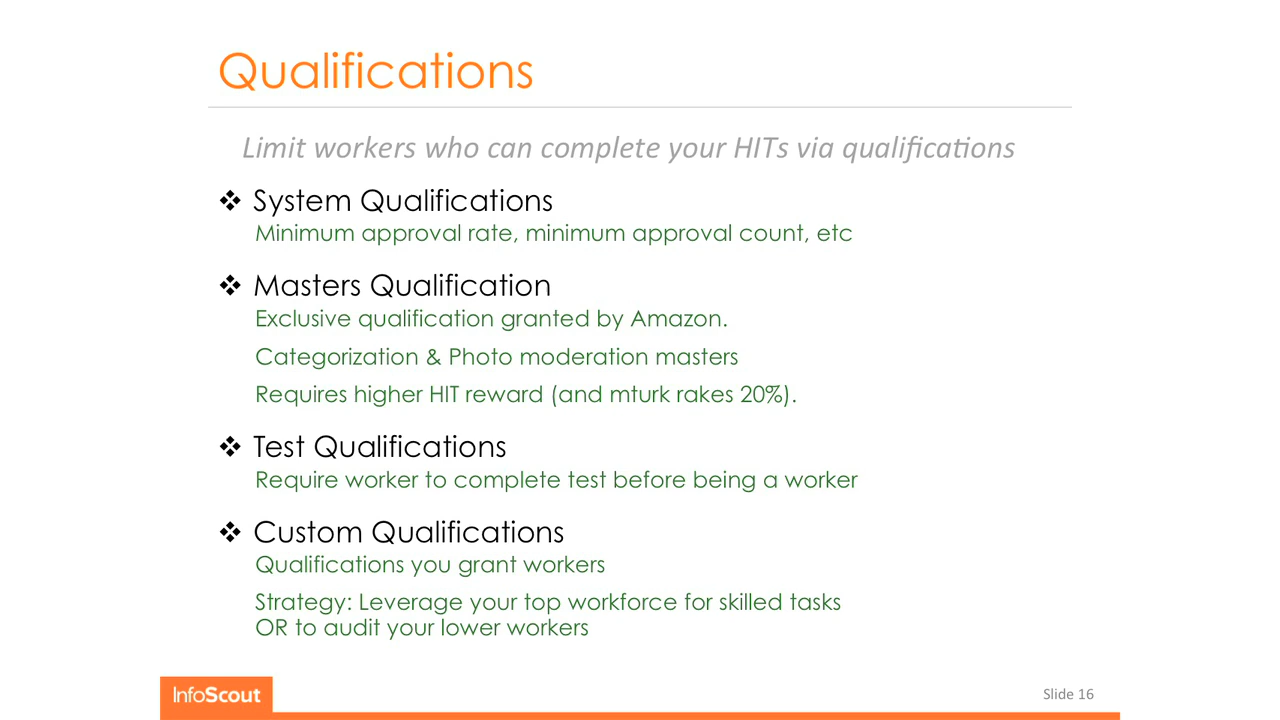 Qualifications
Limit workers who can complete your HITs via qualifications
❖ System Qualifications
Minimum approval rate, minimum approval count, etc
❖ Masters Qualification
Exclusive qualification granted by Amazon.
Categorization & Photo moderation masters
Requires higher HIT reward (and mturk rakes 20%).
❖ Test Qualifications
Require worker to complete test before being a worker
❖ Custom Qualifications
Qualifications you grant workers
Strategy: Leverage your top workforce for skilled tasks
OR to audit your lower workers
InfoScout
Slide 16